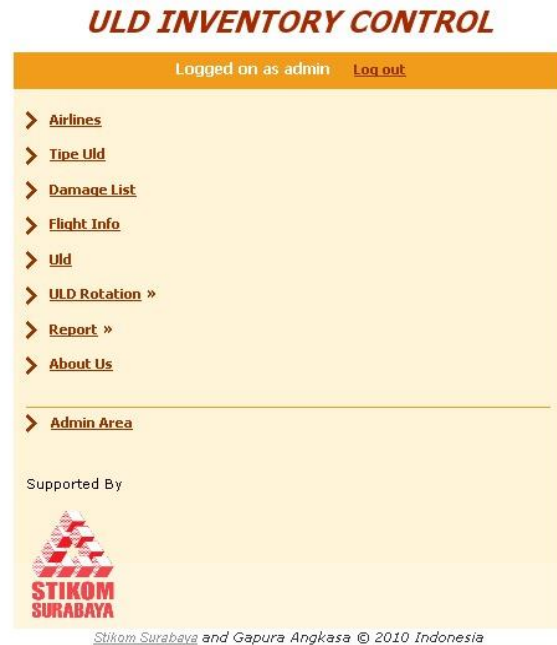 ULD INVENTORY CONTROL
Logged on as admin Log out
Airlines
Tipe Uld
Damage List
Flight Info
Uld
ULD Rotation »
Report »
About Us
Admin Area
Supported By
STIKOM
SURABAYA
Stikom Surabaya and Gapura Angkasa © 2010 Indonesia